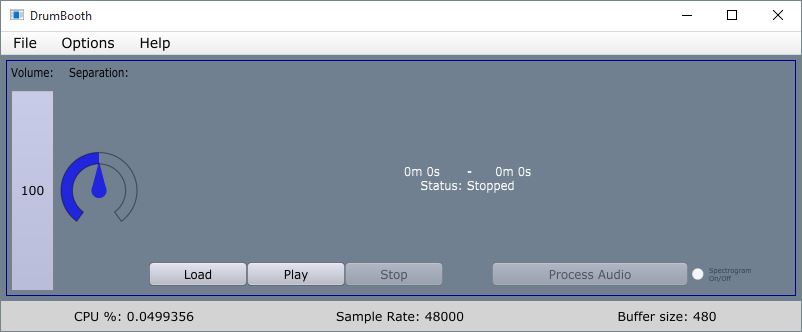 DrumBooth
File Options Help
Volume: Separation:
100
0m 0s - 0m 0s
Status: Stopped
Load Play Stop Process Audio
Spectrogram
On/Off
CPU %: 0.0499356 Sample Rate: 48000 Buffer size: 480